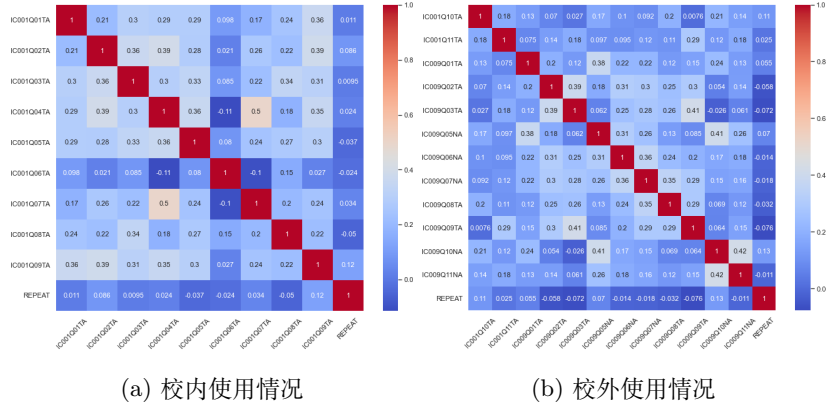 IC001Q01TA 1 0.21 0.3 0.29 0.29 0.098 0.17 0.24 0.36 0.011
IC001Q02TA 0.21 1 0.36 0.39 0.28 0.021 0.26 0.22 0.39 0.086
IC001Q03TA 0.3 0.36 1 0.3 0.33 0.085 0.22 0.34 0.31 0.0095
IC001Q04TA 0.29 0.39 0.3 1 0.36 -0.11 0.5 0.18 0.35 0.024
IC001Q05TA 0.29 0.28 0.33 0.36 1 0.08 0.24 0.27 0.3 -0.037
IC001Q06TA 0.098 0.021 0.085 -0.11 0.08 1 -0.1 0.15 0.027 -0.024
IC001Q07TA 0.17 0.26 0.22 0.5 0.24 -0.1 1 0.2 0.24 0.034
IC001Q08TA 0.24 0.22 0.34 0.18 0.27 0.15 0.2 1 0.22 -0.05
IC001Q09TA 0.36 0.39 0.31 0.35 0.3 0.027 0.24 0.22 1 0.12
REPEAT 0.011 0.086 0.0095 0.024 -0.037 -0.024 0.034 -0.05 0.12 1
IC001Q01TA IC001Q02TA IC001Q03TA IC001Q04TA IC001Q05TA IC001Q06TA IC001Q07TA IC001Q08TA IC001Q09TA REPEAT
1.0
0.8
0.6
0.4
0.2
0.0
(a) 校内使用情况
IC001Q10TA 1 0.18 0.13 0.07 0.027 0.17 0.1 0.092 0.2 0.0076 0.21 0.14 0.11
IC001Q11TA 0.18 1 0.075 0.14 0.18 0.097 0.095 0.12 0.11 0.29 0.12 0.18 0.025
IC009Q01TA 0.13 0.075 1 0.2 0.12 0.38 0.22 0.22 0.12 0.15 0.24 0.13 0.055
IC009Q02TA 0.07 0.14 0.2 1 0.39 0.18 0.31 0.3 0.25 0.3 0.054 0.14 -0.058
IC009Q03TA 0.027 0.18 0.12 0.39 1 0.062 0.25 0.28 0.26 0.41 -0.026 0.061 -0.072
IC009Q05NA 0.17 0.097 0.38 0.18 0.062 1 0.31 0.26 0.13 0.085 0.41 0.26 0.07
IC009Q06NA 0.1 0.095 0.22 0.31 0.25 0.31 1 0.36 0.24 0.2 0.17 0.18 -0.014
IC009Q07NA 0.092 0.12 0.22 0.3 0.28 0.26 0.36 1 0.35 0.29 0.15 0.16 -0.018
IC009Q08TA 0.2 0.11 0.12 0.25 0.26 0.13 0.24 0.35 1 0.29 0.069 0.12 -0.032
IC009Q09TA 0.0076 0.29 0.15 0.3 0.41 0.085 0.2 0.29 0.29 1 0.064 0.15 -0.076
IC009Q10NA 0.21 0.12 0.24 0.054 -0.026 0.41 0.17 0.15 0.069 0.064 1 0.42 0.13
IC009Q11NA 0.14 0.18 0.13 0.14 0.061 0.26 0.18 0.16 0.12 0.15 0.42 1 -0.011
REPEAT 0.11 0.025 0.055 -0.058 -0.072 0.07 -0.014 -0.018 -0.032 -0.076 0.13 -0.011 1
IC001Q10TA IC001Q11TA IC009Q01TA IC009Q02TA IC009Q03TA IC009Q05NA IC009Q06NA IC009Q07NA IC009Q08TA IC009Q09TA IC009Q10NA IC009Q11NA REPEAT
1.0
0.8
0.6
0.4
0.2
0.0
(b) 校外使用情况